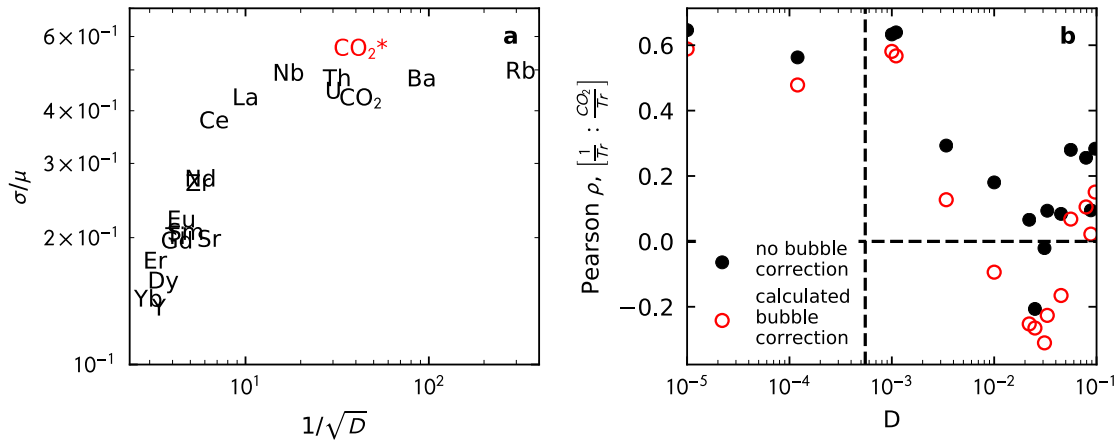 6×10⁻¹
4×10⁻¹
3×10⁻¹
2×10⁻¹
10⁻¹
σ/μ
a
CO₂*
Nb
Th
U
CO₂
Ba
Rb
La
Ce
Nd
Zr
Eu
Sm
Gd
Sr
Er
Dy
Yb
Y
10¹
10²
1/√D
0.6
0.4
0.2
0.0
−0.2
Pearson ρ, [1/Tr : CO₂/Tr]
b
no bubble
correction
calculated
bubble
correction
10⁻⁵
10⁻⁴
10⁻³
10⁻²
10⁻¹
D